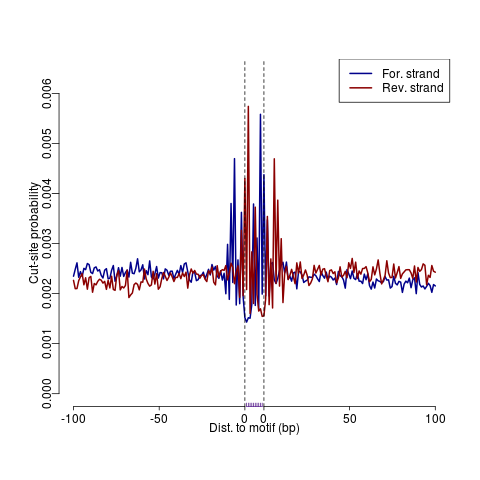 For. strand
Rev. strand
Cut-site probability
0.006
0.005
0.004
0.003
0.002
0.001
0.000
-100 -50 0 0 50 100
Dist. to motif (bp)